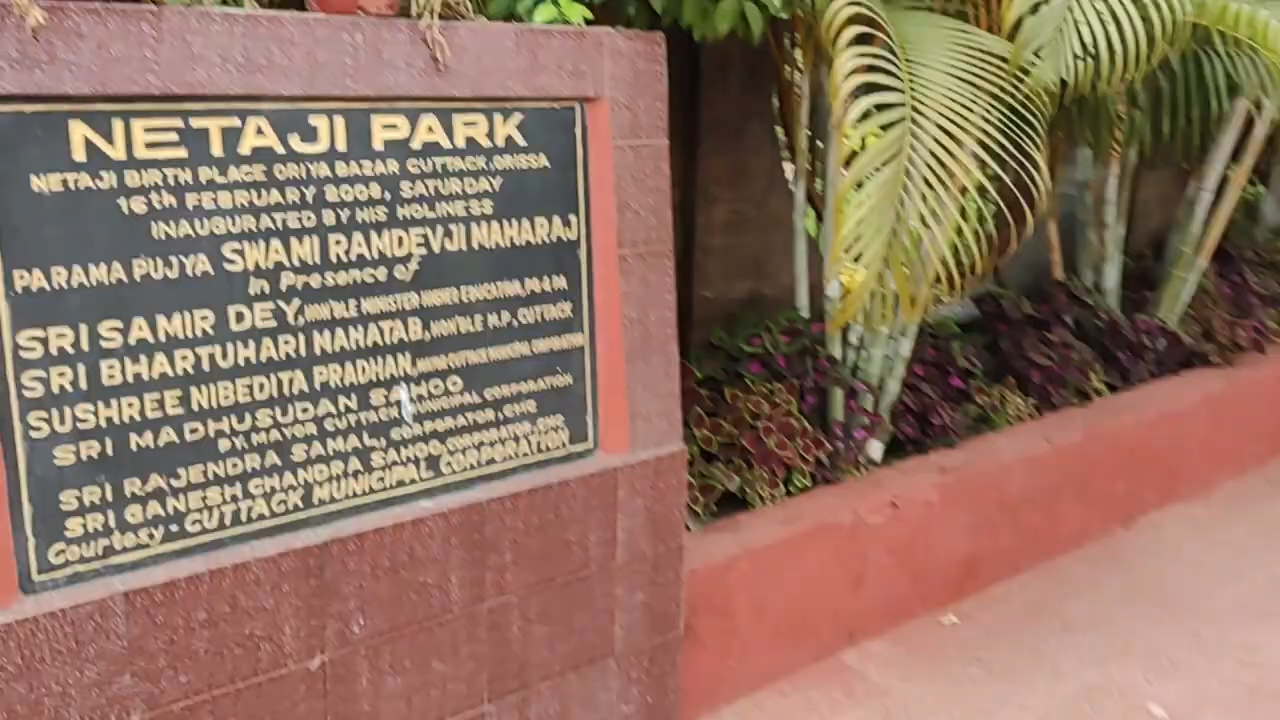 NETAJI PARK
NETAJI BIRTH PLACE ORIYA BAZAR CUTTACK, ORISSA
16th FEBRUARY 2008, SATURDAY
INAUGURATED BY HIS HOLINESS
PARAMA PUJYA SWAMI RAMDEVJI MAHARAJ
In Presence of
SRI SAMIR DEY, HON'BLE MINISTER HIGHER EDUCATION,
SRI BHARTUHARI MAHATAB, HON'BLE M.P., CUTTACK
SUSHREE NIBEDITA PRADHAN, CUTTACK MUNICIPAL CORPORATION
SRI MADHUSUDAN SAHOO
DY. MAYOR CUTTACK MUNICIPAL CORPORATION
SRI RAJENDRA SAMAL, CORPORATOR, CMC
SRI GANESH CHANDRA SAHOO, CORPORATOR, CMC
Courtesy - CUTTACK MUNICIPAL CORPORATION